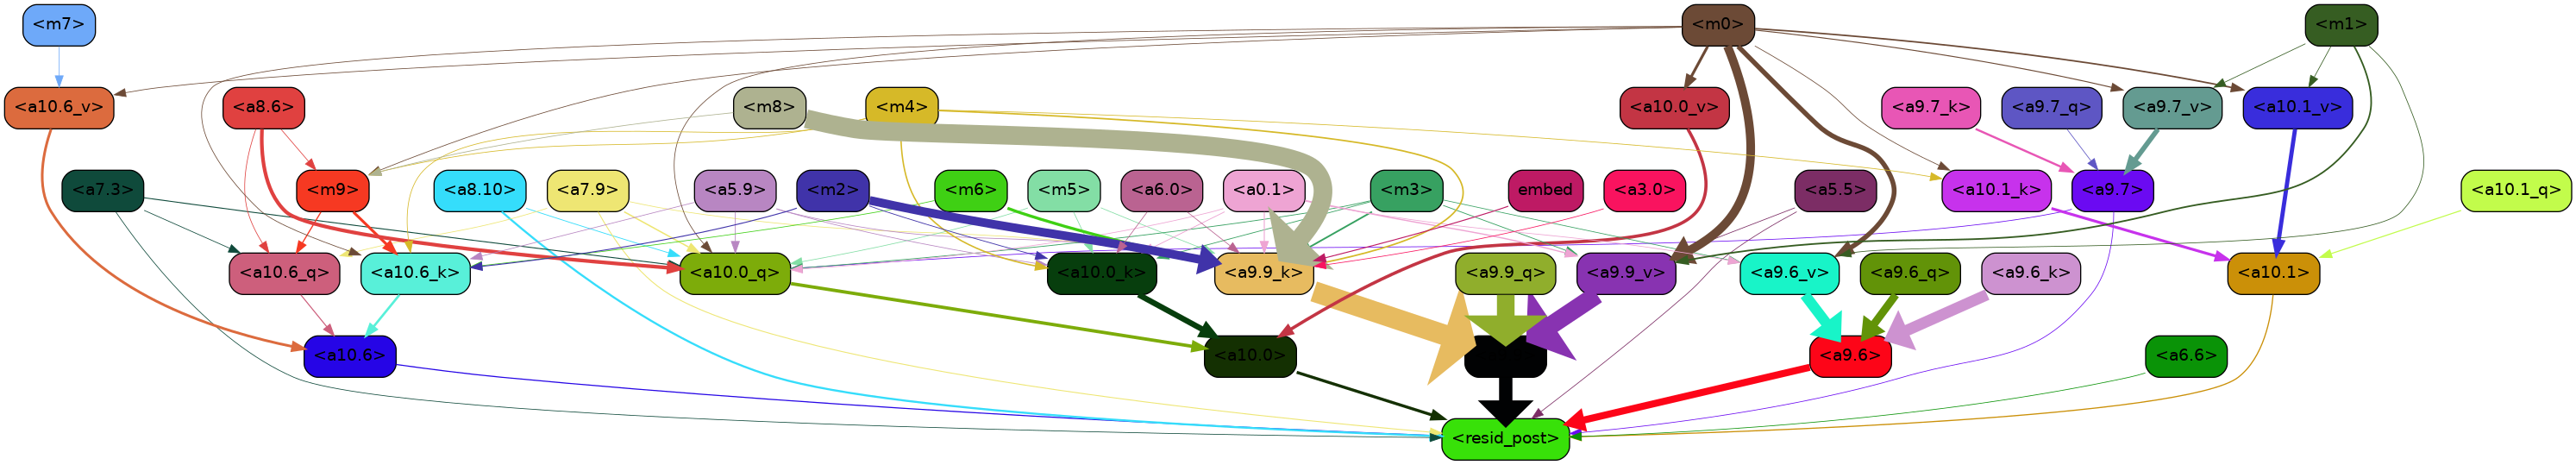 <m7>
<m0>
<m1>
<a10.6_v>
<a8.6>
<m8>
<m4>
<a10.0_v>
<a9.7_k>
<a9.7_q>
<a9.7_v>
<a10.1_v>
<a7.3>
<m9>
<a8.10>
<a7.9>
<a5.9>
<m2>
<m6>
<m5>
<a6.0>
<a0.1>
<m3>
embed
<a3.0>
<a5.5>
<a10.1_k>
<a9.7>
<a10.1_q>
<a10.6_q>
<a10.6_k>
<a10.0_q>
<a10.0_k>
<a9.9_k>
<a9.9_q>
<a9.9_v>
<a9.6_v>
<a9.6_q>
<a9.6_k>
<a10.1>
<a10.6>
<a10.0>
<a9.6>
<a6.6>
<resid_post>